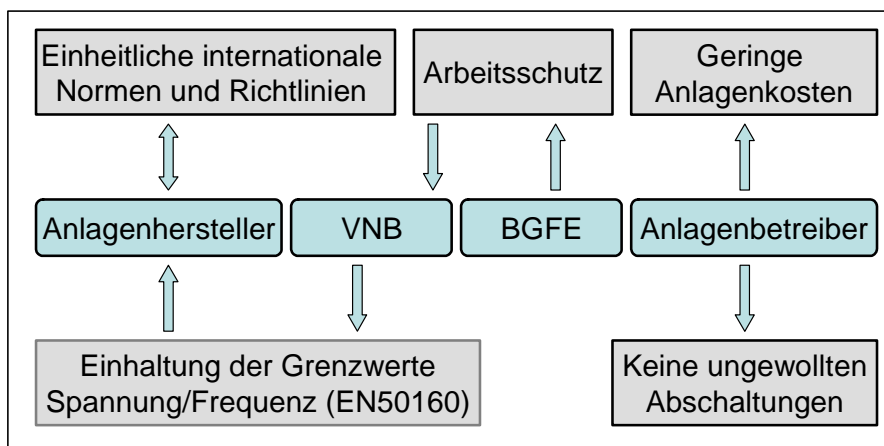 Einheitliche internationale
Normen und Richtlinien
Arbeitsschutz
Geringe
Anlagenkosten
Anlagenhersteller
VNB
BGFE
Anlagenbetreiber
Einhaltung der Grenzwerte
Spannung/Frequenz (EN50160)
Keine ungewollten
Abschaltungen